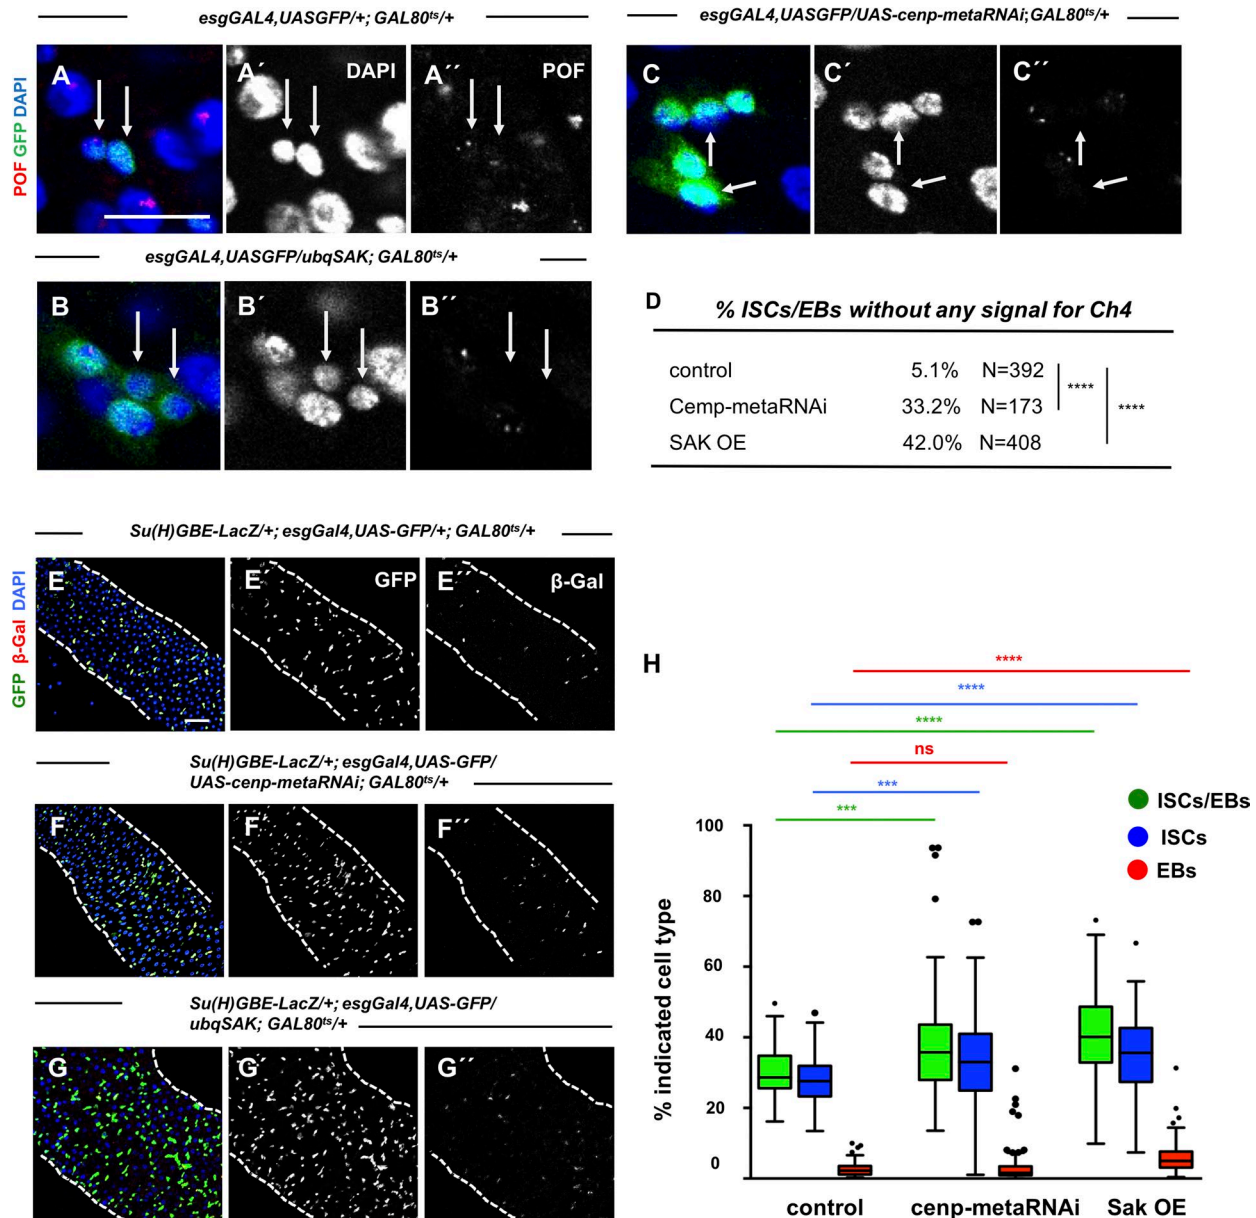 esgGAL4,UASGFP/+; GAL80ts/+
esgGAL4,UASGFP/UAS-cenp-metaRNAi;GAL80ts/+
POF GFP DAPI
A
A´ DAPI
A´´ POF
C
C´
C´´
esgGAL4,UASGFP/ubqSAK; GAL80ts/+
B
B´
B´´
D
% ISCs/EBs without any signal for Ch4
control 5.1% N=392
Cemp-metaRNAi 33.2% N=173
SAK OE 42.0% N=408
****
****
Su(H)GBE-LacZ/+; esgGal4,UAS-GFP/+; GAL80ts/+
GFP β-Gal DAPI
E
E´ GFP
E´´ β-Gal
Su(H)GBE-LacZ/+; esgGal4,UAS-GFP/
UAS-cenp-metaRNAi; GAL80ts/+
F
F´
F´´
Su(H)GBE-LacZ/+; esgGal4,UAS-GFP/
ubqSAK; GAL80ts/+
G
G´
G´´
H
****
****
****
ns
***
***
ISCs/EBs
ISCs
EBs
% indicated cell type
100
80
60
40
20
0
control cenp-metaRNAi Sak OE